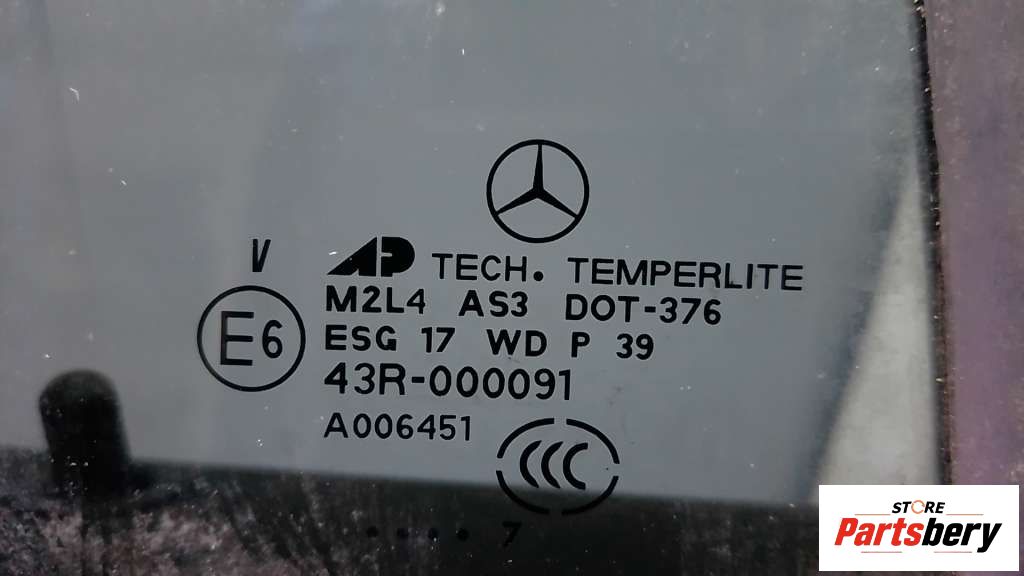 V
AP TECH. TEMPERLITE
M2L4 AS3 DOT-376
E6
ESG 17 WD P 39
43R-000091
A006451
CCC
.... 7
STORE
Partsbery